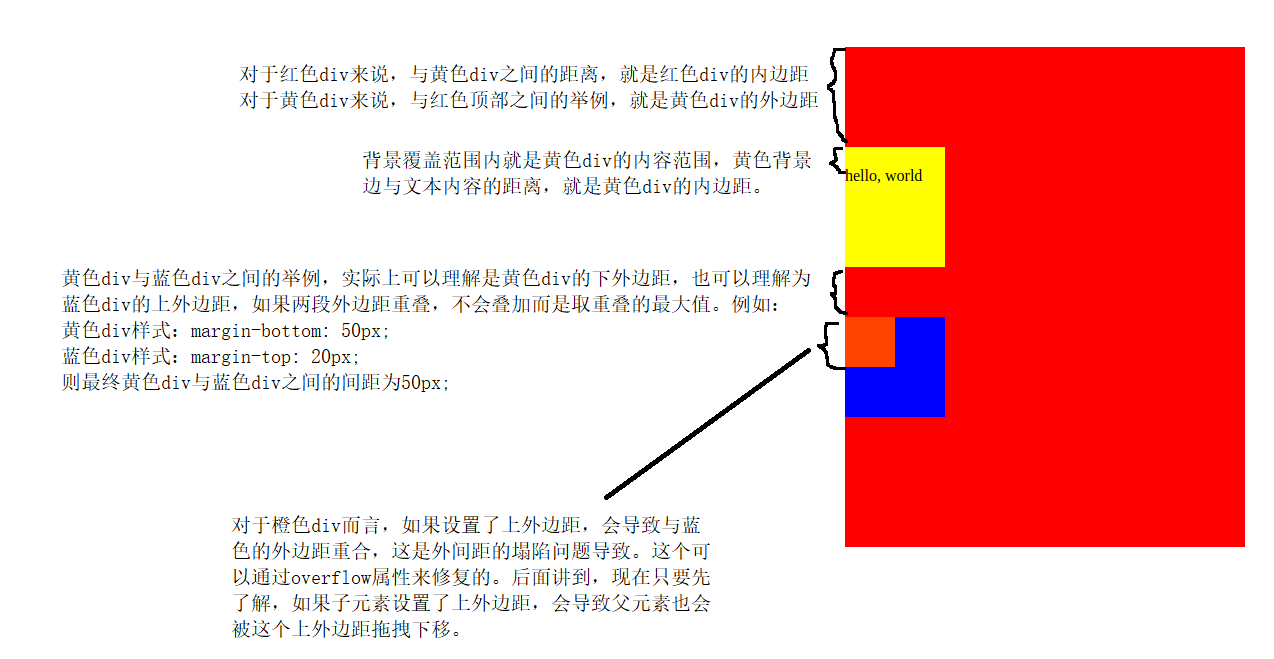 对于红色div来说，与黄色div之间的距离，就是红色div的内边距
对于黄色div来说，与红色顶部之间的举例，就是黄色div的外边距
背景覆盖范围内就是黄色div的内容范围，黄色背景
边与文本内容的距离，就是黄色div的内边距。
hello, world
黄色div与蓝色div之间的举例，实际上可以理解是黄色div的下外边距，也可以理解为
蓝色div的上外边距，如果两段外边距重叠，不会叠加而是取重叠的最大值。例如：
黄色div样式：margin-bottom: 50px;
蓝色div样式：margin-top: 20px;
则最终黄色div与蓝色div之间的间距为50px;
对于橙色div而言，如果设置了上外边距，会导致与蓝
色的外边距重合，这是外间距的塌陷问题导致。这个可
以通过overflow属性来修复的。后面讲到，现在只要先
了解，如果子元素设置了上外边距，会导致父元素也会
被这个上外边距拖拽下移。